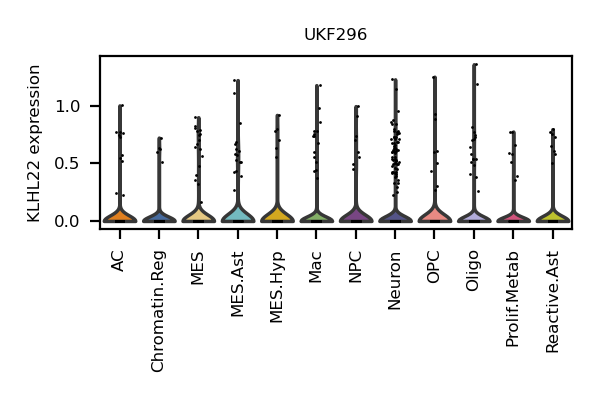 UKF296
KLHL22 expression
1.0
0.5
0.0
AC
Chromatin.Reg
MES
MES.Ast
MES.Hyp
Mac
NPC
Neuron
OPC
Oligo
Prolif.Metab
Reactive.Ast